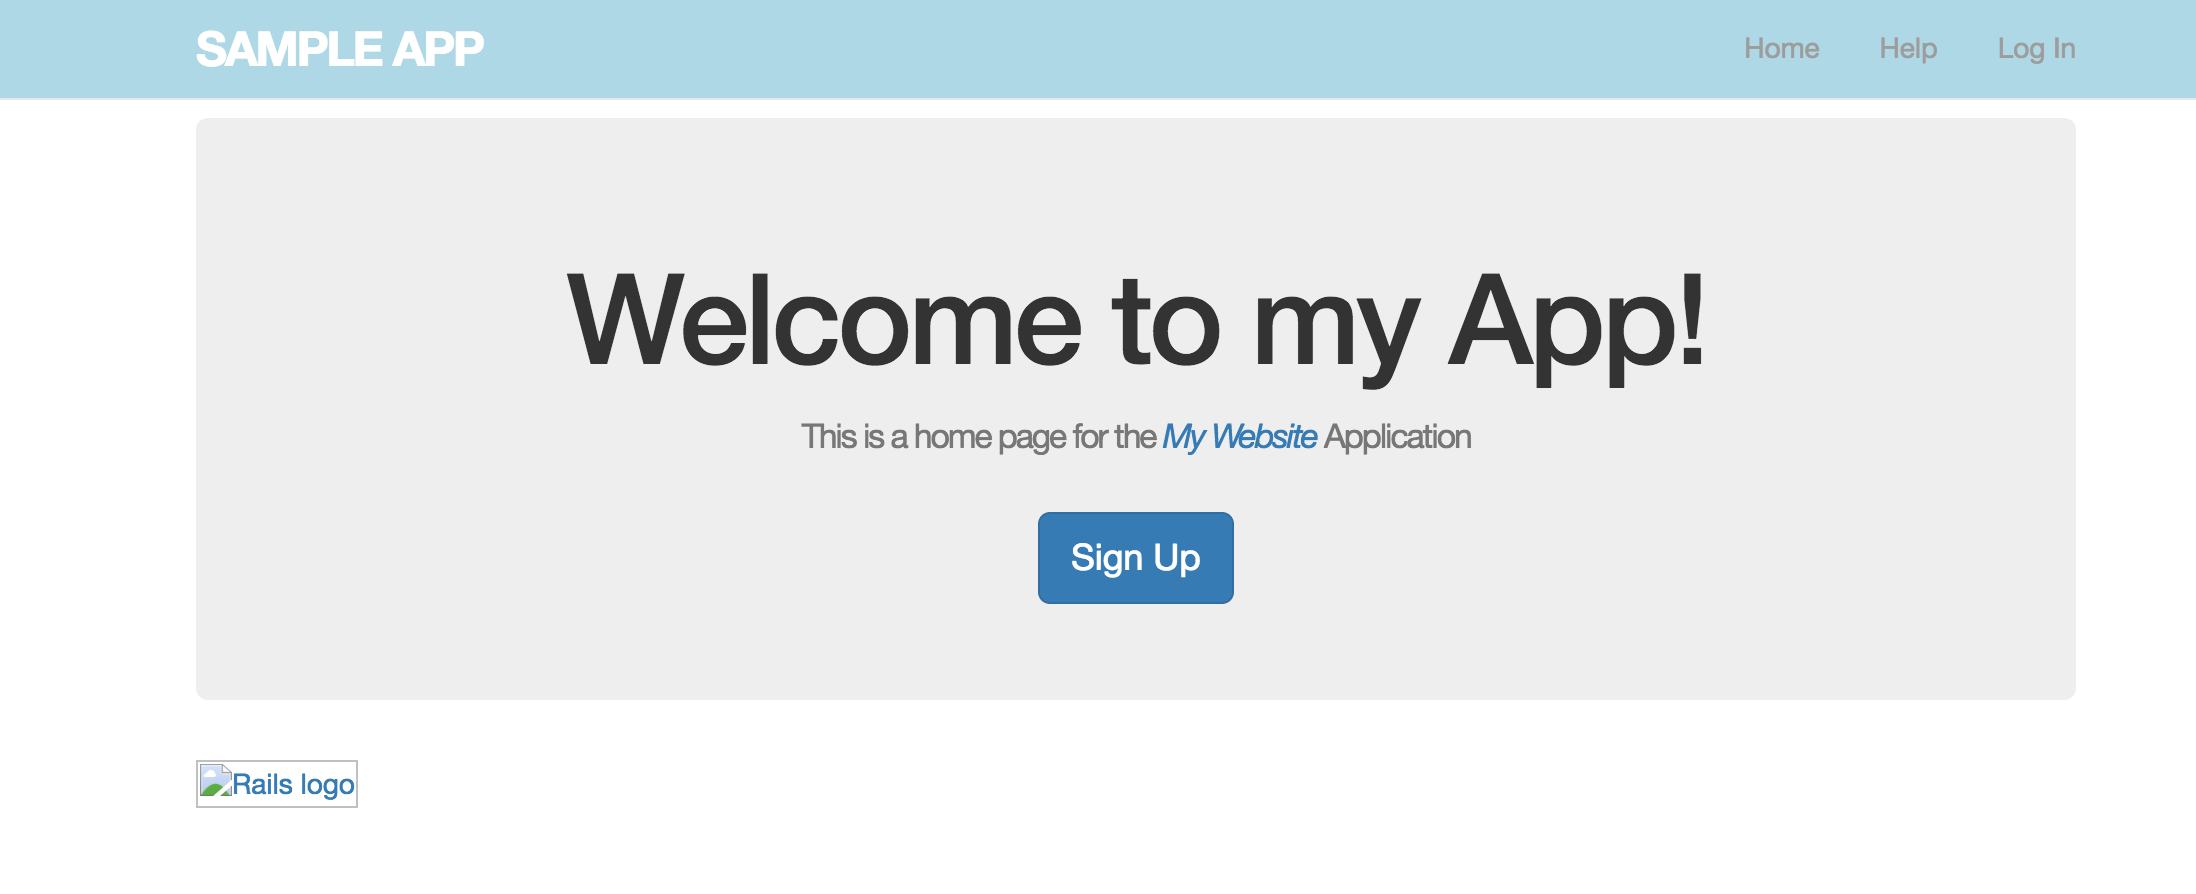 SAMPLE APP
Home Help Log In
Welcome to my App!
This is a home page for the My Website Application
Sign Up
Rails logo